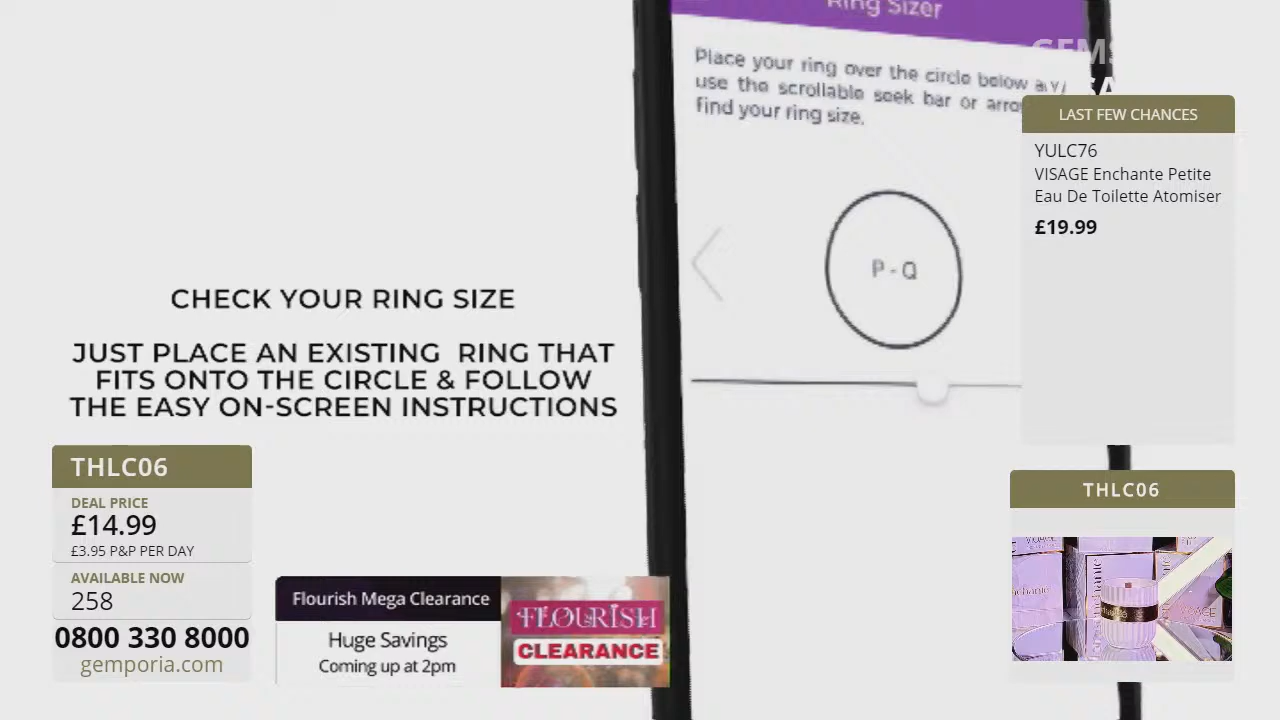 Ring Sizer
Place your ring over the circle below
use the scrollable seek bar or
find your ring size.
P - Q
CHECK YOUR RING SIZE
JUST PLACE AN EXISTING RING THAT
FITS ONTO THE CIRCLE & FOLLOW
THE EASY ON-SCREEN INSTRUCTIONS
LAST FEW CHANCES
YULC76
VISAGE Enchante Petite
Eau De Toilette Atomiser
£19.99
THLC06
DEAL PRICE
£14.99
£3.95 P&P PER DAY
AVAILABLE NOW
258
0800 330 8000
gemporia.com
Flourish Mega Clearance
Huge Savings
Coming up at 2pm
FLOURISH
CLEARANCE
THLC06